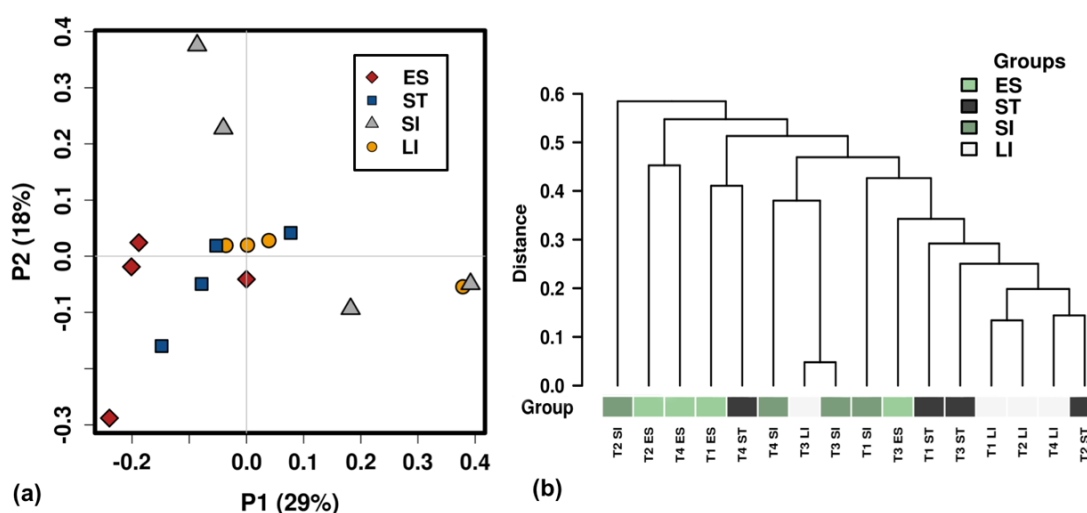 0.4
0.3
0.2
0.1
0.0
-0.1
-0.3
P2 (18%)
ES
ST
SI
LI
-0.2
0.0
0.2
0.4
P1 (29%)
(a)
Groups
ES
ST
SI
LI
0.6
0.5
0.4
0.3
0.2
0.1
0.0
Distance
Group
T2 SI
T2 ES
T4 ES
T1 ES
T4 ST
T4 SI
T3 LI
T3 SI
T1 SI
T3 ES
T1 ST
T3 ST
T1 LI
T2 LI
T4 LI
T2 ST
(b)